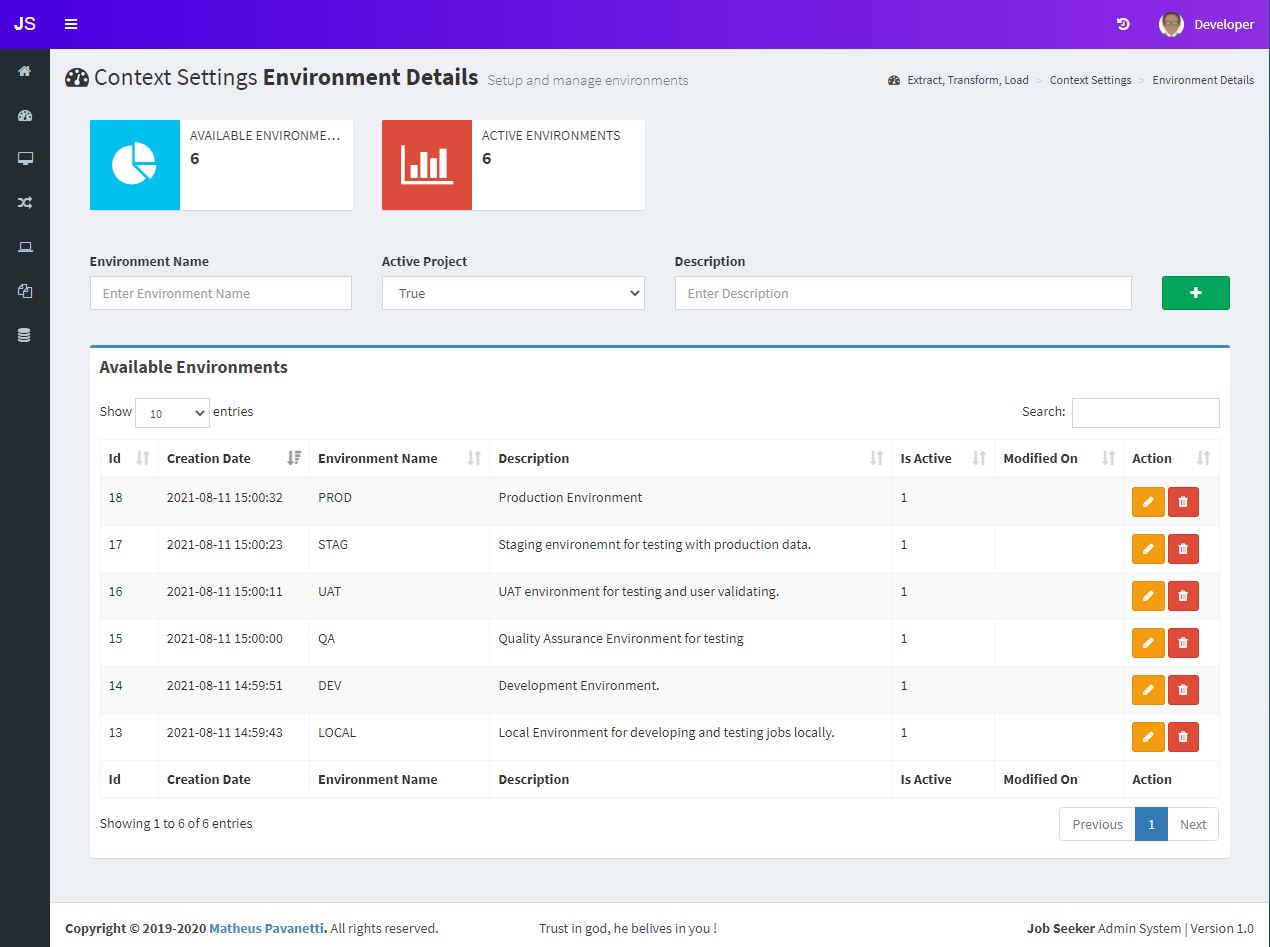 JS
Developer
Context Settings Environment Details Setup and manage environments
Extract, Transform, Load > Context Settings > Environment Details
AVAILABLE ENVIRONME...
6
ACTIVE ENVIRONMENTS
6
Environment Name Active Project Description
Enter Environment Name True Enter Description
Available Environments
Show 10 entries Search:
Id Creation Date Environment Name Description Is Active Modified On Action
18 2021-08-11 15:00:32 PROD Production Environment 1
17 2021-08-11 15:00:23 STAG Staging environemnt for testing with production data. 1
16 2021-08-11 15:00:11 UAT UAT environment for testing and user validating. 1
15 2021-08-11 15:00:00 QA Quality Assurance Environment for testing 1
14 2021-08-11 14:59:51 DEV Development Environment. 1
13 2021-08-11 14:59:43 LOCAL Local Environment for developing and testing jobs locally. 1
Id Creation Date Environment Name Description Is Active Modified On Action
Showing 1 to 6 of 6 entries Previous 1 Next
Copyright © 2019-2020 Matheus Pavanetti. All rights reserved. Trust in god, he belives in you ! Job Seeker Admin System | Version 1.0